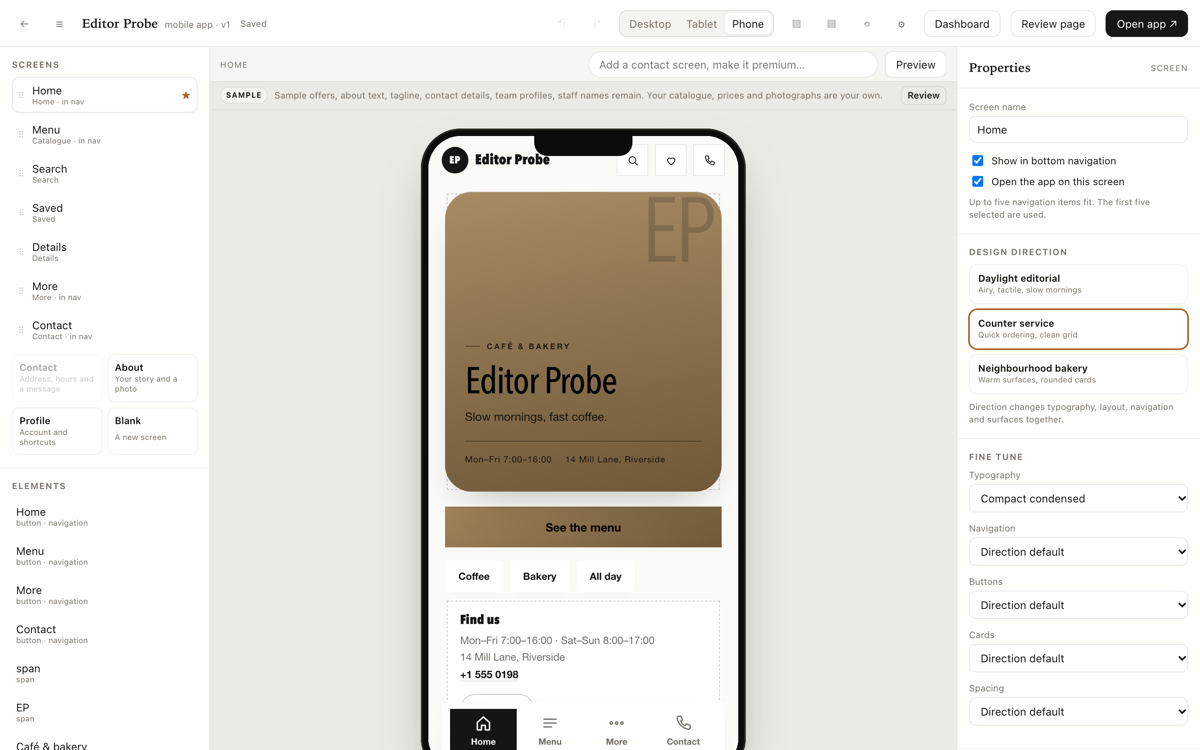 Editor Probe mobile app · v1 Saved
Desktop Tablet Phone
Dashboard
Review page
Open app ↗
SCREENS
Home
Home · in nav
Menu
Catalogue · in nav
Search
Search
Saved
Saved
Details
Details
More
More · in nav
Contact
Contact · in nav
Contact
Address, hours and
a message
About
Your story and a
photo
Profile
Account and
shortcuts
Blank
A new screen
ELEMENTS
Home
button · navigation
Menu
button · navigation
More
button · navigation
Contact
button · navigation
span
span
EP
span
Café & bakery
HOME
Add a contact screen, make it premium...
Preview
SAMPLE Sample offers, about text, tagline, contact details, team profiles, staff names remain. Your catalogue, prices and photographs are your own.
Review
EP Editor Probe
EP
CAFÉ & BAKERY
Editor Probe
Slow mornings, fast coffee.
Mon–Fri 7:00–16:00 14 Mill Lane, Riverside
See the menu
Coffee Bakery All day
Find us
Mon–Fri 7:00–16:00 · Sat–Sun 8:00–17:00
14 Mill Lane, Riverside
+1 555 0198
Home Menu More Contact
Properties
SCREEN
Screen name
Home
Show in bottom navigation
Open the app on this screen
Up to five navigation items fit. The first five
selected are used.
DESIGN DIRECTION
Daylight editorial
Airy, tactile, slow mornings
Counter service
Quick ordering, clean grid
Neighbourhood bakery
Warm surfaces, rounded cards
Direction changes typography, layout, navigation
and surfaces together.
FINE TUNE
Typography
Compact condensed
Navigation
Direction default
Buttons
Direction default
Cards
Direction default
Spacing
Direction default